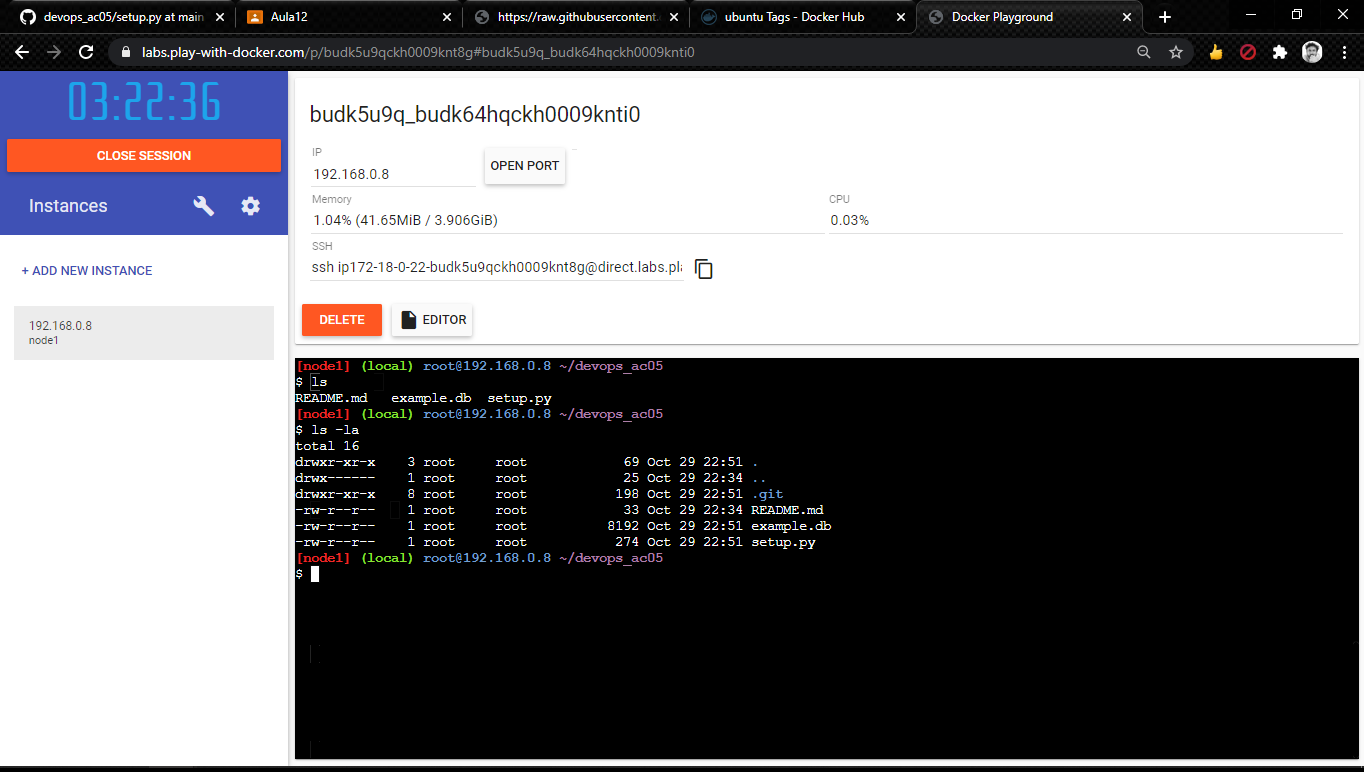 devops_ac05/setup.py at main
Aula12
https://raw.githubusercontent.
ubuntu Tags - Docker Hub
Docker Playground
labs.play-with-docker.com/p/budk5u9qckh0009knt8g#budk5u9q_budk64hqckh0009knti0
03:22:36
CLOSE SESSION
Instances
+ ADD NEW INSTANCE
192.168.0.8
node1
budk5u9q_budk64hqckh0009knti0
IP
192.168.0.8
OPEN PORT
Memory
1.04% (41.65MiB / 3.906GiB)
CPU
0.03%
SSH
ssh ip172-18-0-22-budk5u9qckh0009knt8g@direct.labs.pla
DELETE
EDITOR
[node1] (local) root@192.168.0.8 ~/devops_ac05
$ ls
README.md   example.db  setup.py
[node1] (local) root@192.168.0.8 ~/devops_ac05
$ ls -la
total 16
drwxr-xr-x    3 root     root            69 Oct 29 22:51 .
drwx------    1 root     root            25 Oct 29 22:34 ..
drwxr-xr-x    8 root     root           198 Oct 29 22:51 .git
-rw-r--r--    1 root     root            33 Oct 29 22:34 README.md
-rw-r--r--    1 root     root          8192 Oct 29 22:51 example.db
-rw-r--r--    1 root     root           274 Oct 29 22:51 setup.py
[node1] (local) root@192.168.0.8 ~/devops_ac05
$